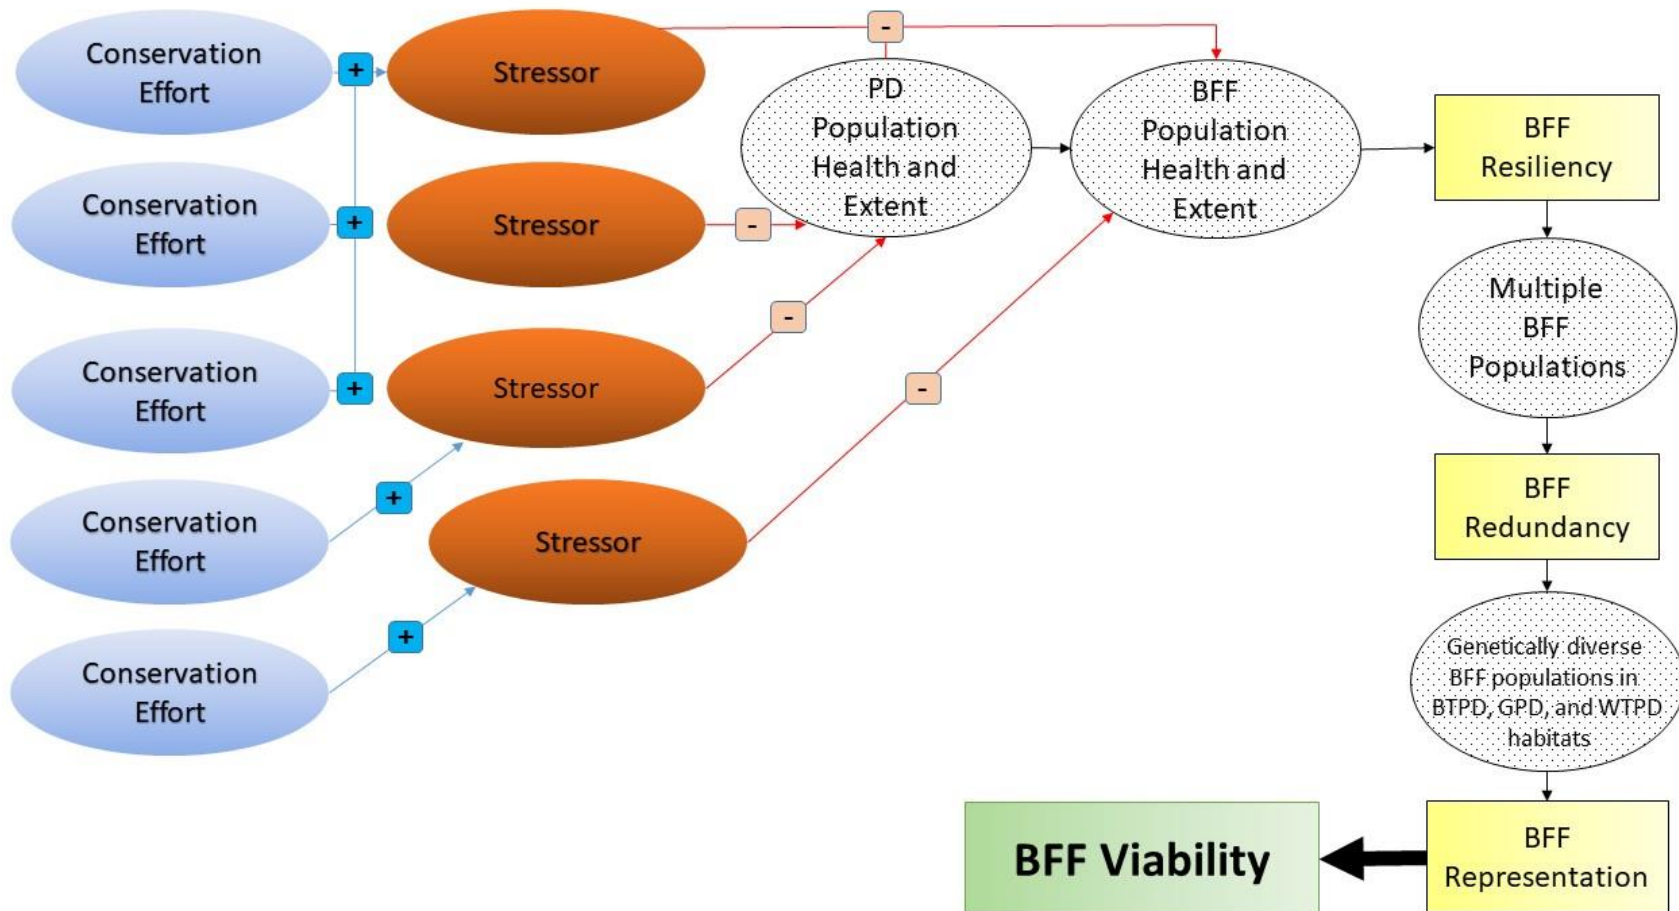 Conservation
Effort
+
Stressor
-
PD
Population
Health and
Extent
BFF
Population
Health and
Extent
BFF
Resiliency
Conservation
Effort
+
Stressor
-
Multiple
BFF
Populations
Conservation
Effort
+
Stressor
-
-
BFF
Redundancy
Conservation
Effort
+
Stressor
Genetically diverse
BFF populations in
BTPD, GPD, and WTPD
habitats
Conservation
Effort
+
BFF
Representation
BFF Viability